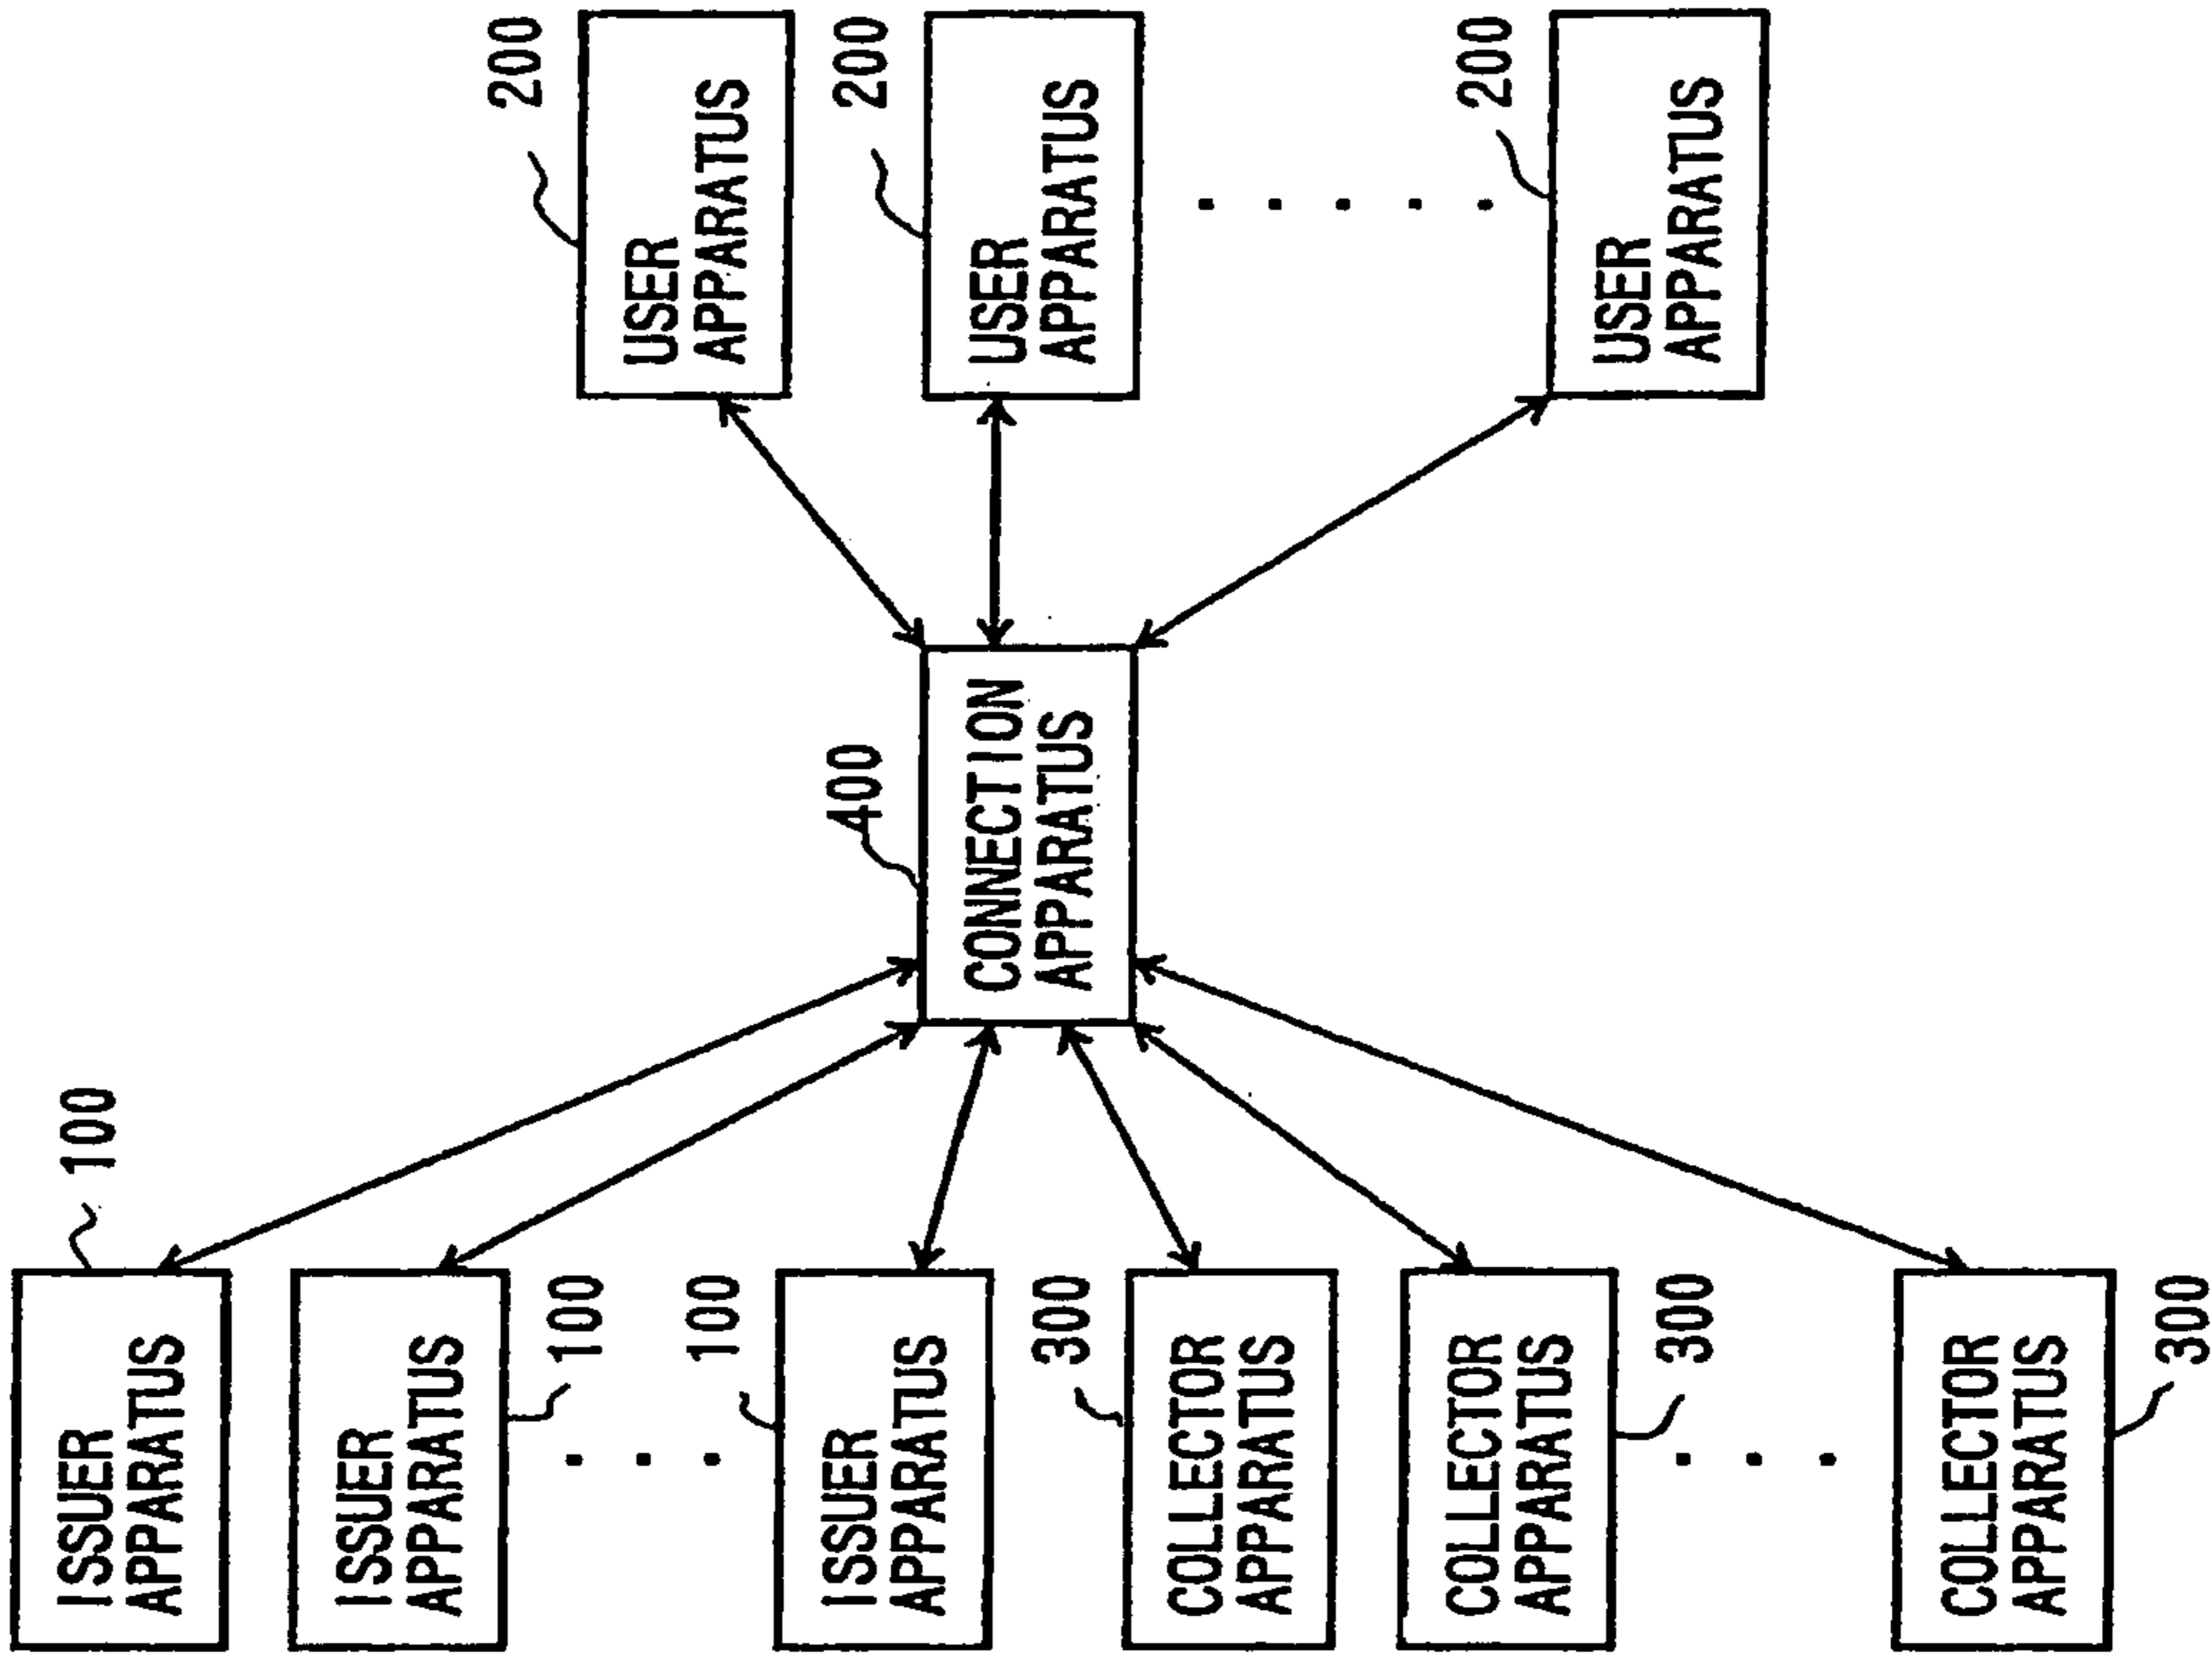 100
ISSUER
APPARATUS
ISSUER
APPARATUS
100
100
ISSUER
APPARATUS
300
COLLECTOR
APPARATUS
COLLECTOR
APPARATUS
300
COLLECTOR
APPARATUS
300
400
CONNECTION
APPARATUS
200
USER
APPARATUS
200
USER
APPARATUS
200
USER
APPARATUS